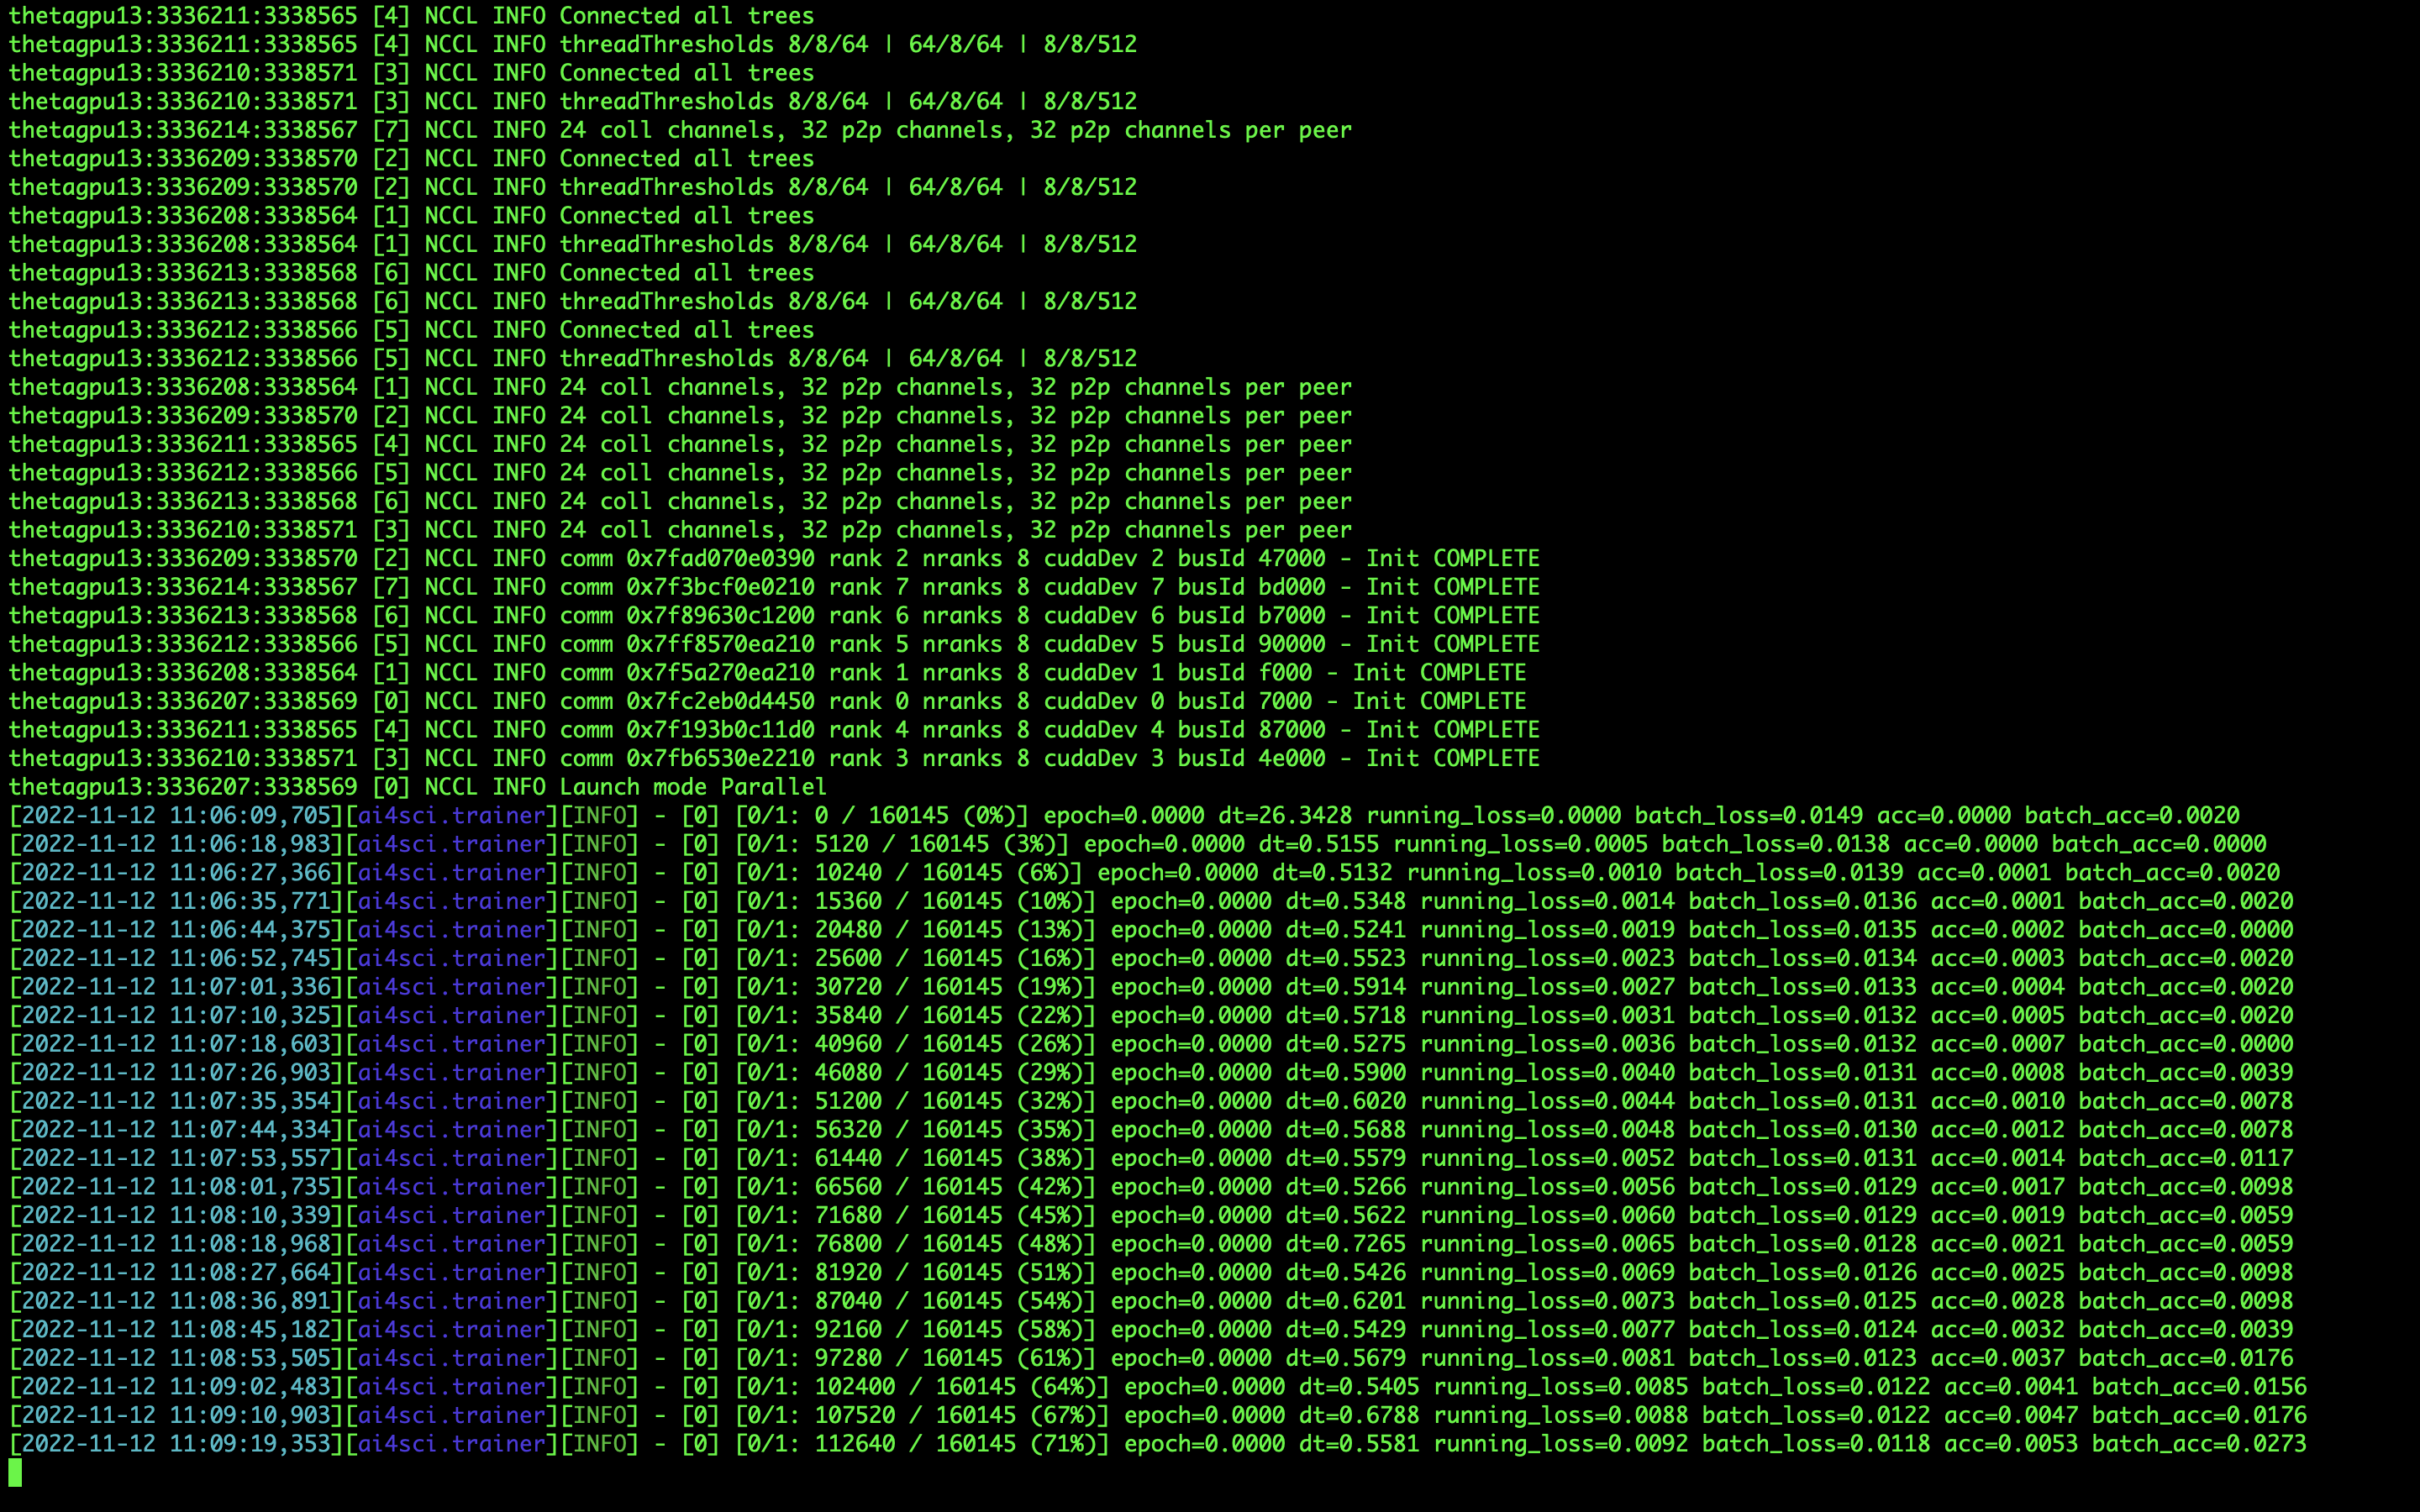 thetagpu13:3336211:3338565 [4] NCCL INFO Connected all trees
thetagpu13:3336211:3338565 [4] NCCL INFO threadThresholds 8/8/64 | 64/8/64 | 8/8/512
thetagpu13:3336210:3338571 [3] NCCL INFO Connected all trees
thetagpu13:3336210:3338571 [3] NCCL INFO threadThresholds 8/8/64 | 64/8/64 | 8/8/512
thetagpu13:3336214:3338567 [7] NCCL INFO 24 coll channels, 32 p2p channels, 32 p2p channels per peer
thetagpu13:3336209:3338570 [2] NCCL INFO Connected all trees
thetagpu13:3336209:3338570 [2] NCCL INFO threadThresholds 8/8/64 | 64/8/64 | 8/8/512
thetagpu13:3336208:3338564 [1] NCCL INFO Connected all trees
thetagpu13:3336208:3338564 [1] NCCL INFO threadThresholds 8/8/64 | 64/8/64 | 8/8/512
thetagpu13:3336213:3338568 [6] NCCL INFO Connected all trees
thetagpu13:3336213:3338568 [6] NCCL INFO threadThresholds 8/8/64 | 64/8/64 | 8/8/512
thetagpu13:3336212:3338566 [5] NCCL INFO Connected all trees
thetagpu13:3336212:3338566 [5] NCCL INFO threadThresholds 8/8/64 | 64/8/64 | 8/8/512
thetagpu13:3336208:3338564 [1] NCCL INFO 24 coll channels, 32 p2p channels, 32 p2p channels per peer
thetagpu13:3336209:3338570 [2] NCCL INFO 24 coll channels, 32 p2p channels, 32 p2p channels per peer
thetagpu13:3336211:3338565 [4] NCCL INFO 24 coll channels, 32 p2p channels, 32 p2p channels per peer
thetagpu13:3336212:3338566 [5] NCCL INFO 24 coll channels, 32 p2p channels, 32 p2p channels per peer
thetagpu13:3336213:3338568 [6] NCCL INFO 24 coll channels, 32 p2p channels, 32 p2p channels per peer
thetagpu13:3336210:3338571 [3] NCCL INFO 24 coll channels, 32 p2p channels, 32 p2p channels per peer
thetagpu13:3336209:3338570 [2] NCCL INFO comm 0x7fad070e0390 rank 2 nranks 8 cudaDev 2 busId 47000 - Init COMPLETE
thetagpu13:3336214:3338567 [7] NCCL INFO comm 0x7f3bcf0e0210 rank 7 nranks 8 cudaDev 7 busId bd000 - Init COMPLETE
thetagpu13:3336213:3338568 [6] NCCL INFO comm 0x7f89630c1200 rank 6 nranks 8 cudaDev 6 busId b7000 - Init COMPLETE
thetagpu13:3336212:3338566 [5] NCCL INFO comm 0x7ff8570ea210 rank 5 nranks 8 cudaDev 5 busId 90000 - Init COMPLETE
thetagpu13:3336208:3338564 [1] NCCL INFO comm 0x7f5a270ea210 rank 1 nranks 8 cudaDev 1 busId f000 - Init COMPLETE
thetagpu13:3336207:3338569 [0] NCCL INFO comm 0x7fc2eb0d4450 rank 0 nranks 8 cudaDev 0 busId 7000 - Init COMPLETE
thetagpu13:3336211:3338565 [4] NCCL INFO comm 0x7f193b0c11d0 rank 4 nranks 8 cudaDev 4 busId 87000 - Init COMPLETE
thetagpu13:3336210:3338571 [3] NCCL INFO comm 0x7fb6530e2210 rank 3 nranks 8 cudaDev 3 busId 4e000 - Init COMPLETE
thetagpu13:3336207:3338569 [0] NCCL INFO Launch mode Parallel
[2022-11-12 11:06:09,705][ai4sci.trainer][INFO] - [0] [0/1: 0 / 160145 (0%)] epoch=0.0000 dt=26.3428 running_loss=0.0000 batch_loss=0.0149 acc=0.0000 batch_acc=0.0020
[2022-11-12 11:06:18,983][ai4sci.trainer][INFO] - [0] [0/1: 5120 / 160145 (3%)] epoch=0.0000 dt=0.5155 running_loss=0.0005 batch_loss=0.0138 acc=0.0000 batch_acc=0.0000
[2022-11-12 11:06:27,366][ai4sci.trainer][INFO] - [0] [0/1: 10240 / 160145 (6%)] epoch=0.0000 dt=0.5132 running_loss=0.0010 batch_loss=0.0139 acc=0.0001 batch_acc=0.0020
[2022-11-12 11:06:35,771][ai4sci.trainer][INFO] - [0] [0/1: 15360 / 160145 (10%)] epoch=0.0000 dt=0.5348 running_loss=0.0014 batch_loss=0.0136 acc=0.0001 batch_acc=0.0020
[2022-11-12 11:06:44,375][ai4sci.trainer][INFO] - [0] [0/1: 20480 / 160145 (13%)] epoch=0.0000 dt=0.5241 running_loss=0.0019 batch_loss=0.0135 acc=0.0002 batch_acc=0.0000
[2022-11-12 11:06:52,745][ai4sci.trainer][INFO] - [0] [0/1: 25600 / 160145 (16%)] epoch=0.0000 dt=0.5523 running_loss=0.0023 batch_loss=0.0134 acc=0.0003 batch_acc=0.0020
[2022-11-12 11:07:01,336][ai4sci.trainer][INFO] - [0] [0/1: 30720 / 160145 (19%)] epoch=0.0000 dt=0.5914 running_loss=0.0027 batch_loss=0.0133 acc=0.0004 batch_acc=0.0020
[2022-11-12 11:07:10,325][ai4sci.trainer][INFO] - [0] [0/1: 35840 / 160145 (22%)] epoch=0.0000 dt=0.5718 running_loss=0.0031 batch_loss=0.0132 acc=0.0005 batch_acc=0.0020
[2022-11-12 11:07:18,603][ai4sci.trainer][INFO] - [0] [0/1: 40960 / 160145 (26%)] epoch=0.0000 dt=0.5275 running_loss=0.0036 batch_loss=0.0132 acc=0.0007 batch_acc=0.0000
[2022-11-12 11:07:26,903][ai4sci.trainer][INFO] - [0] [0/1: 46080 / 160145 (29%)] epoch=0.0000 dt=0.5900 running_loss=0.0040 batch_loss=0.0131 acc=0.0008 batch_acc=0.0039
[2022-11-12 11:07:35,354][ai4sci.trainer][INFO] - [0] [0/1: 51200 / 160145 (32%)] epoch=0.0000 dt=0.6020 running_loss=0.0044 batch_loss=0.0131 acc=0.0010 batch_acc=0.0078
[2022-11-12 11:07:44,334][ai4sci.trainer][INFO] - [0] [0/1: 56320 / 160145 (35%)] epoch=0.0000 dt=0.5688 running_loss=0.0048 batch_loss=0.0130 acc=0.0012 batch_acc=0.0078
[2022-11-12 11:07:53,557][ai4sci.trainer][INFO] - [0] [0/1: 61440 / 160145 (38%)] epoch=0.0000 dt=0.5579 running_loss=0.0052 batch_loss=0.0131 acc=0.0014 batch_acc=0.0117
[2022-11-12 11:08:01,735][ai4sci.trainer][INFO] - [0] [0/1: 66560 / 160145 (42%)] epoch=0.0000 dt=0.5266 running_loss=0.0056 batch_loss=0.0129 acc=0.0017 batch_acc=0.0098
[2022-11-12 11:08:10,339][ai4sci.trainer][INFO] - [0] [0/1: 71680 / 160145 (45%)] epoch=0.0000 dt=0.5622 running_loss=0.0060 batch_loss=0.0129 acc=0.0019 batch_acc=0.0059
[2022-11-12 11:08:18,968][ai4sci.trainer][INFO] - [0] [0/1: 76800 / 160145 (48%)] epoch=0.0000 dt=0.7265 running_loss=0.0065 batch_loss=0.0128 acc=0.0021 batch_acc=0.0059
[2022-11-12 11:08:27,664][ai4sci.trainer][INFO] - [0] [0/1: 81920 / 160145 (51%)] epoch=0.0000 dt=0.5426 running_loss=0.0069 batch_loss=0.0126 acc=0.0025 batch_acc=0.0098
[2022-11-12 11:08:36,891][ai4sci.trainer][INFO] - [0] [0/1: 87040 / 160145 (54%)] epoch=0.0000 dt=0.6201 running_loss=0.0073 batch_loss=0.0125 acc=0.0028 batch_acc=0.0098
[2022-11-12 11:08:45,182][ai4sci.trainer][INFO] - [0] [0/1: 92160 / 160145 (58%)] epoch=0.0000 dt=0.5429 running_loss=0.0077 batch_loss=0.0124 acc=0.0032 batch_acc=0.0039
[2022-11-12 11:08:53,505][ai4sci.trainer][INFO] - [0] [0/1: 97280 / 160145 (61%)] epoch=0.0000 dt=0.5679 running_loss=0.0081 batch_loss=0.0123 acc=0.0037 batch_acc=0.0176
[2022-11-12 11:09:02,483][ai4sci.trainer][INFO] - [0] [0/1: 102400 / 160145 (64%)] epoch=0.0000 dt=0.5405 running_loss=0.0085 batch_loss=0.0122 acc=0.0041 batch_acc=0.0156
[2022-11-12 11:09:10,903][ai4sci.trainer][INFO] - [0] [0/1: 107520 / 160145 (67%)] epoch=0.0000 dt=0.6788 running_loss=0.0088 batch_loss=0.0122 acc=0.0047 batch_acc=0.0176
[2022-11-12 11:09:19,353][ai4sci.trainer][INFO] - [0] [0/1: 112640 / 160145 (71%)] epoch=0.0000 dt=0.5581 running_loss=0.0092 batch_loss=0.0118 acc=0.0053 batch_acc=0.0273